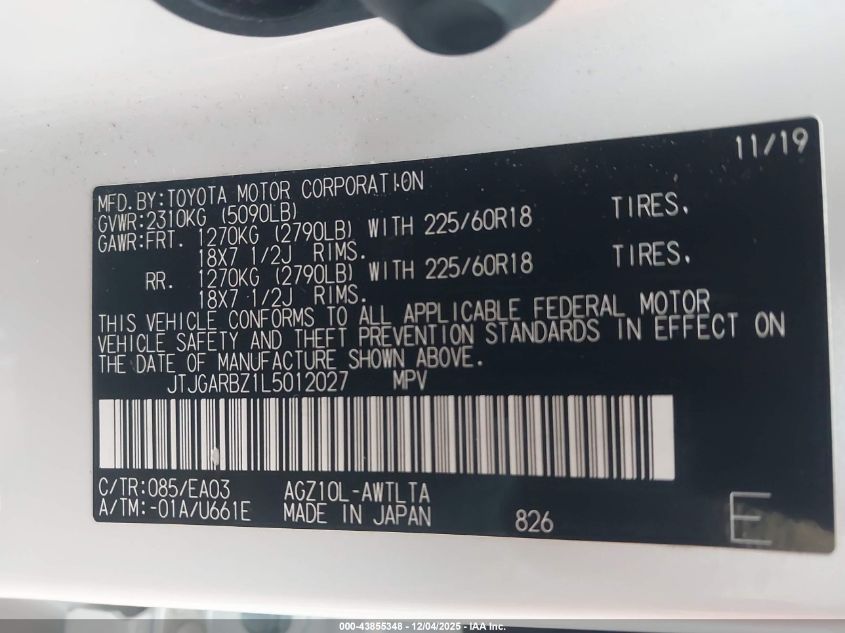 11/19
MFD.BY:TOYOTA MOTOR CORPORATION
GVWR:2310KG (5090LB)
GAWR:FRT. 1270KG (2790LB) WITH 225/60R18 TIRES.
18X7 1/2J RIMS.
RR. 1270KG (2790LB) WITH 225/60R18 TIRES.
18X7 1/2J RIMS.
THIS VEHICLE CONFORMS TO ALL APPLICABLE FEDERAL MOTOR
VEHICLE SAFETY AND THEFT PREVENTION STANDARDS IN EFFECT ON
THE DATE OF MANUFACTURE SHOWN ABOVE.
JTJGARBZ1L5012027 MPV
C/TR:085/EA03 AGZ10L-AWTLTA
A/TM:-01A/U661E MADE IN JAPAN 826 E
000-43855348 - 12/04/2025 - IAA Inc.